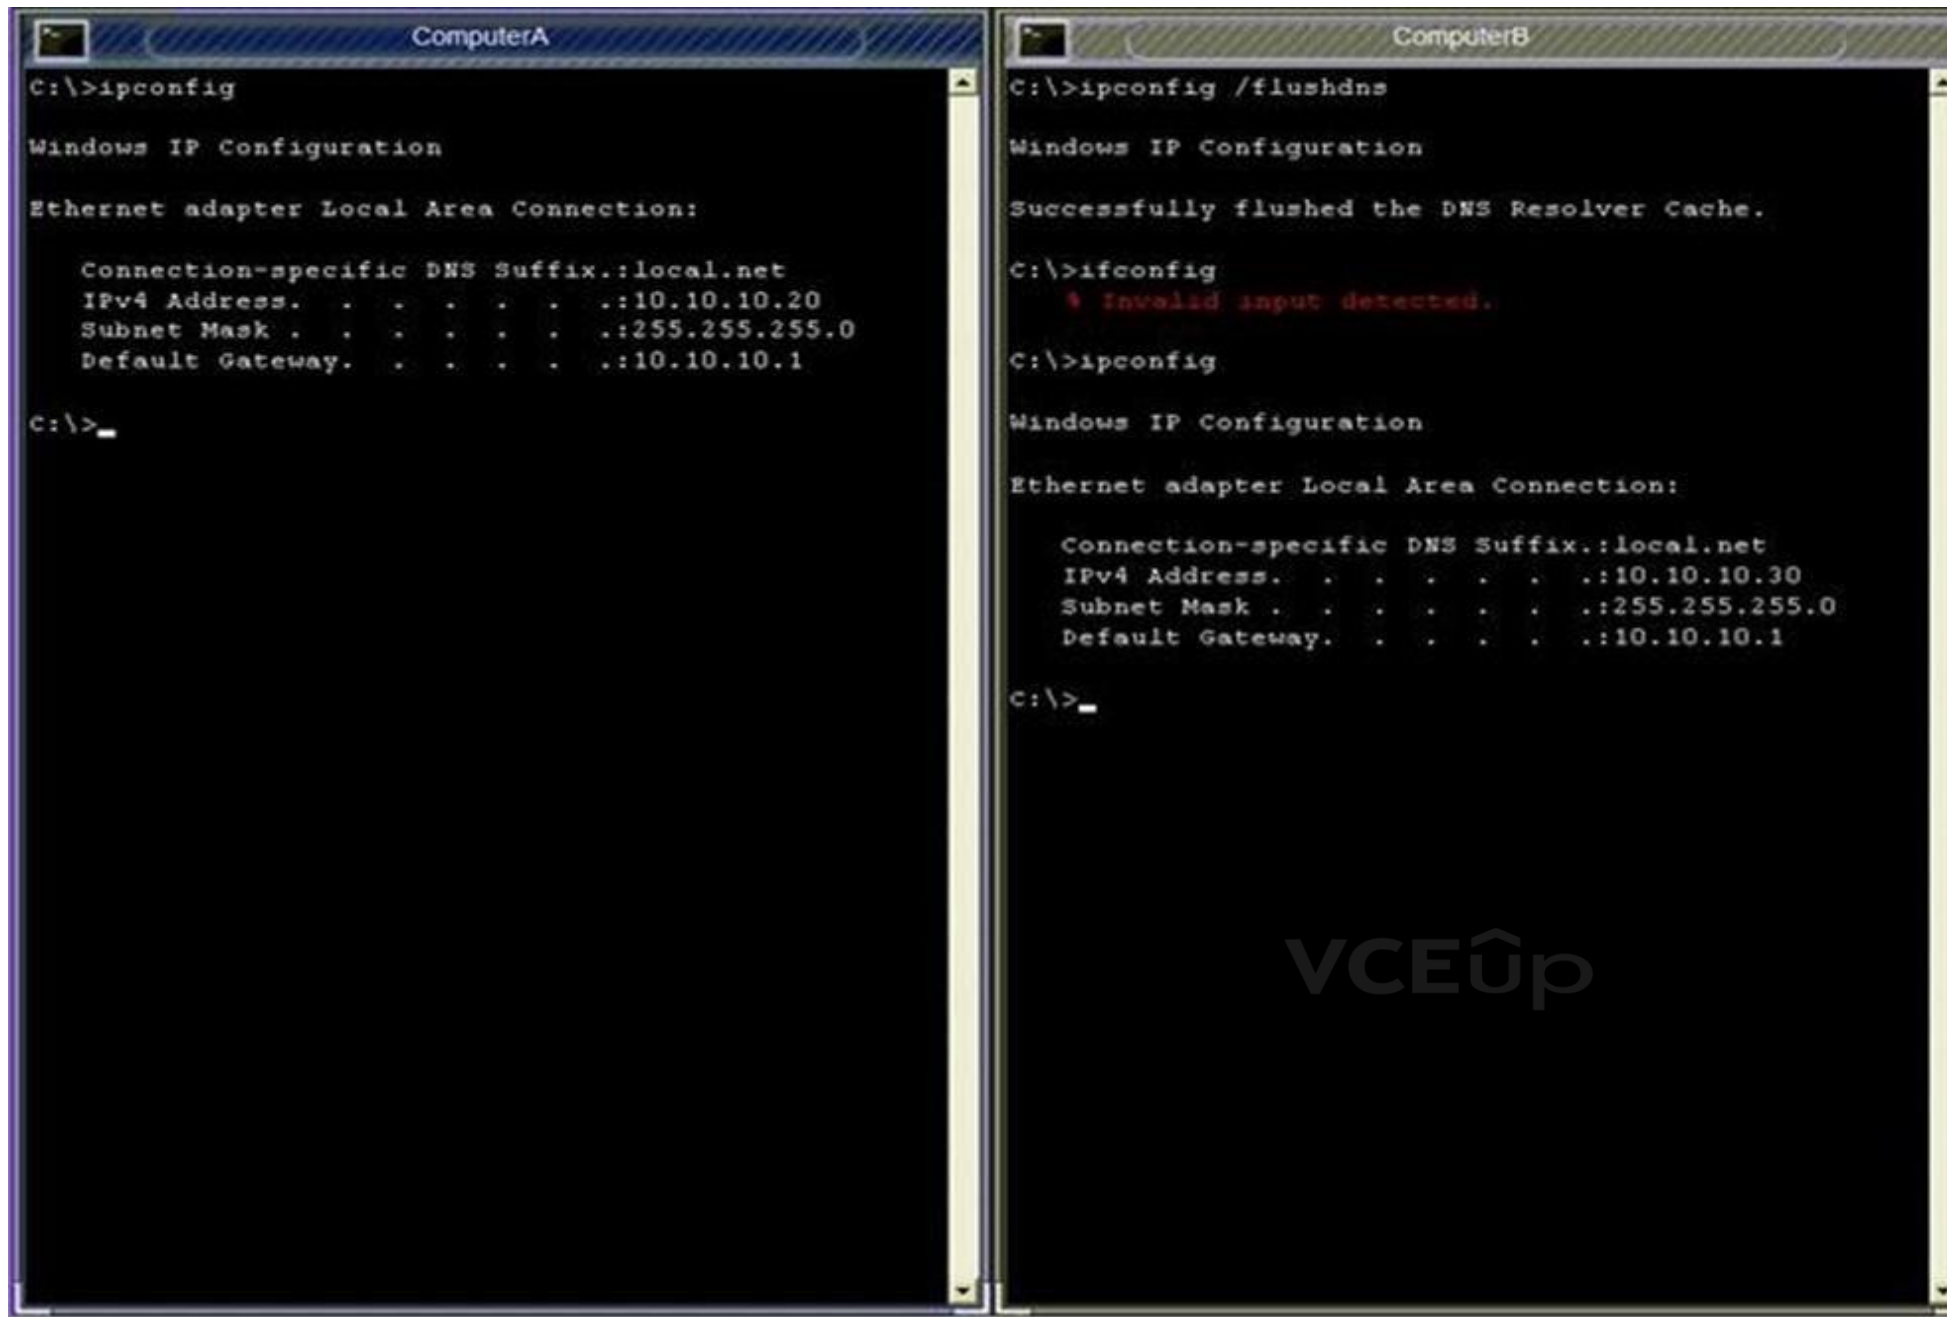 ComputerA
C:\>ipconfig
Windows IP Configuration
Ethernet adapter Local Area Connection:
Connection-specific DNS Suffix.:local.net
IPv4 Address. . . . . . .:10.10.10.20
Subnet Mask . . . . . . .:255.255.255.0
Default Gateway. . . . . .:10.10.10.1
C:\>
ComputerB
C:\>ipconfig /flushdns
Windows IP Configuration
Successfully flushed the DNS Resolver Cache.
C:\>ifconfig
% Invalid input detected.
C:\>ipconfig
Windows IP Configuration
Ethernet adapter Local Area Connection:
Connection-specific DNS Suffix.:local.net
IPv4 Address. . . . . . .:10.10.10.30
Subnet Mask . . . . . . .:255.255.255.0
Default Gateway. . . . . .:10.10.10.1
C:\>
VCEûp